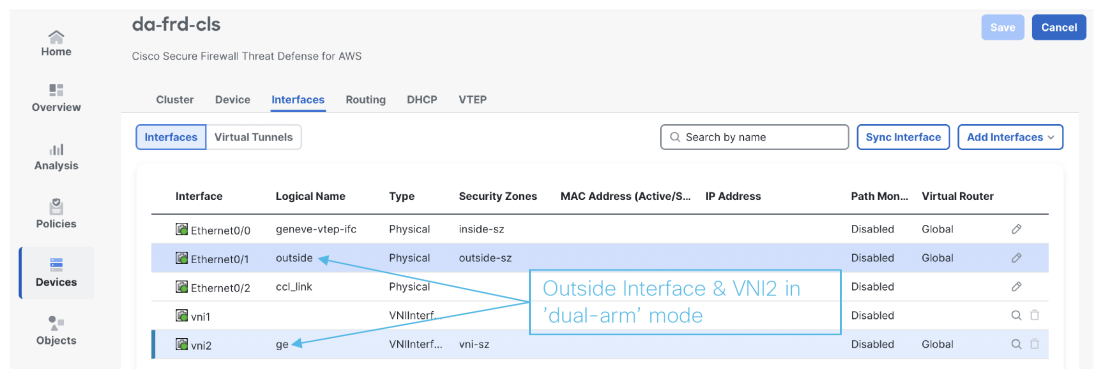 da-frd-cls
Save
Cancel
Cisco Secure Firewall Threat Defense for AWS
Home
Overview
Analysis
Policies
Devices
Objects
Cluster Device Interfaces Routing DHCP VTEP
Interfaces Virtual Tunnels
Search by name
Sync Interface
Add Interfaces
Interface Logical Name Type Security Zones MAC Address (Active/S... IP Address Path Mon... Virtual Router
Ethernet0/0 geneve-vtep-ifc Physical inside-sz Disabled Global
Ethernet0/1 outside Physical outside-sz Disabled Global
Ethernet0/2 ccl_link Physical Disabled
vni1 VNIInterf... Disabled
vni2 ge VNIInterf... vni-sz Disabled Global
Outside Interface & VNI2 in
’dual-arm’ mode